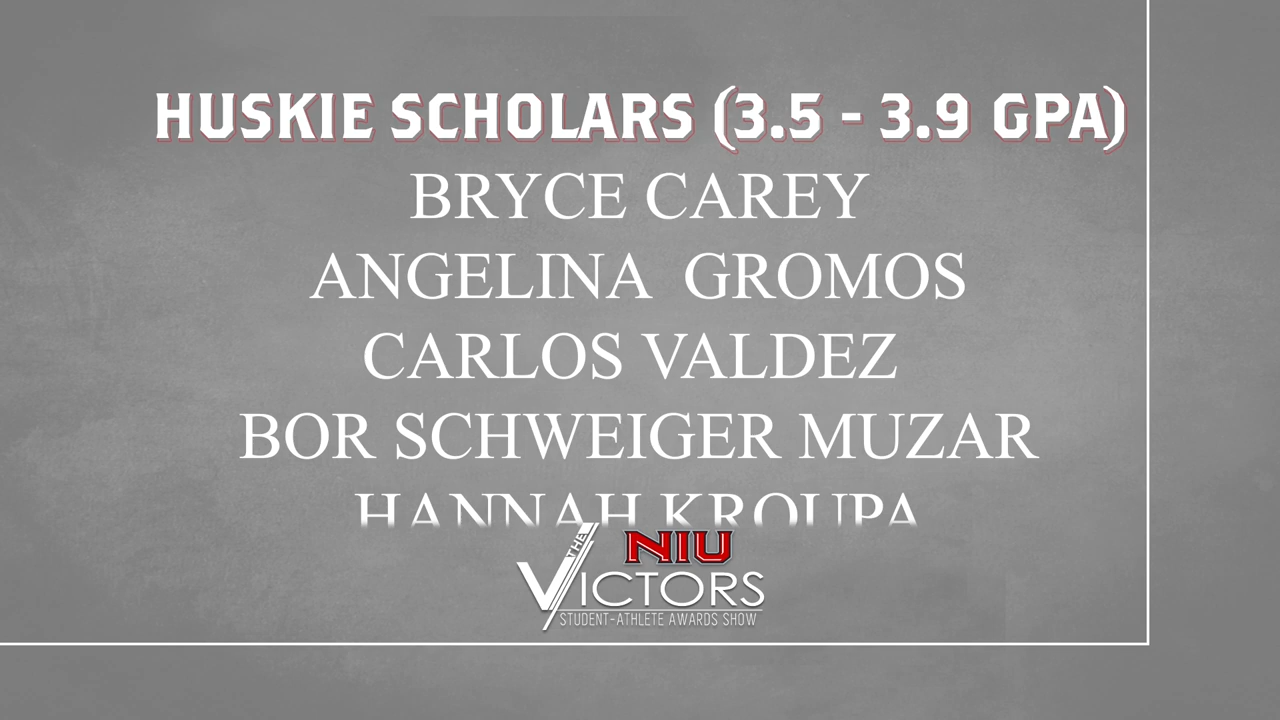 HUSKIE SCHOLARS (3.5 - 3.9 GPA)
BRYCE CAREY
ANGELINA  GROMOS
CARLOS VALDEZ
BOR SCHWEIGER MUZAR
HANNAH KROUPA
THE NIU
VICTORS
STUDENT-ATHLETE AWARDS SHOW